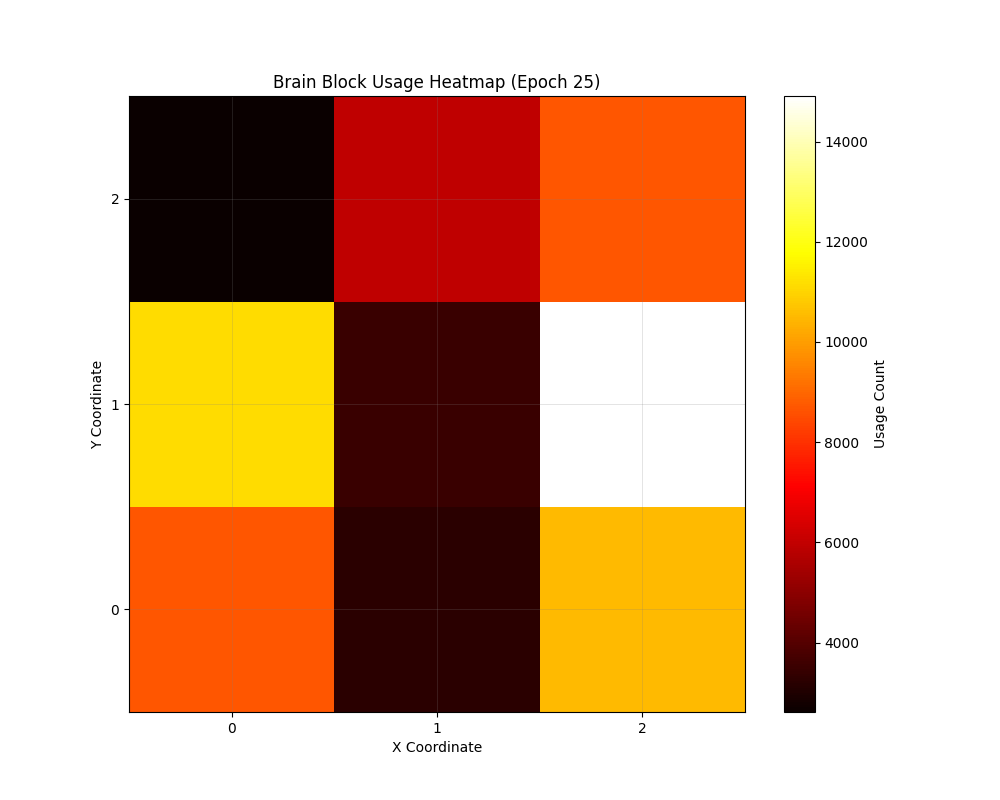 Brain Block Usage Heatmap (Epoch 25)
2
1
0
Y Coordinate
0 1 2
X Coordinate
14000
12000
10000
8000
6000
4000
Usage Count